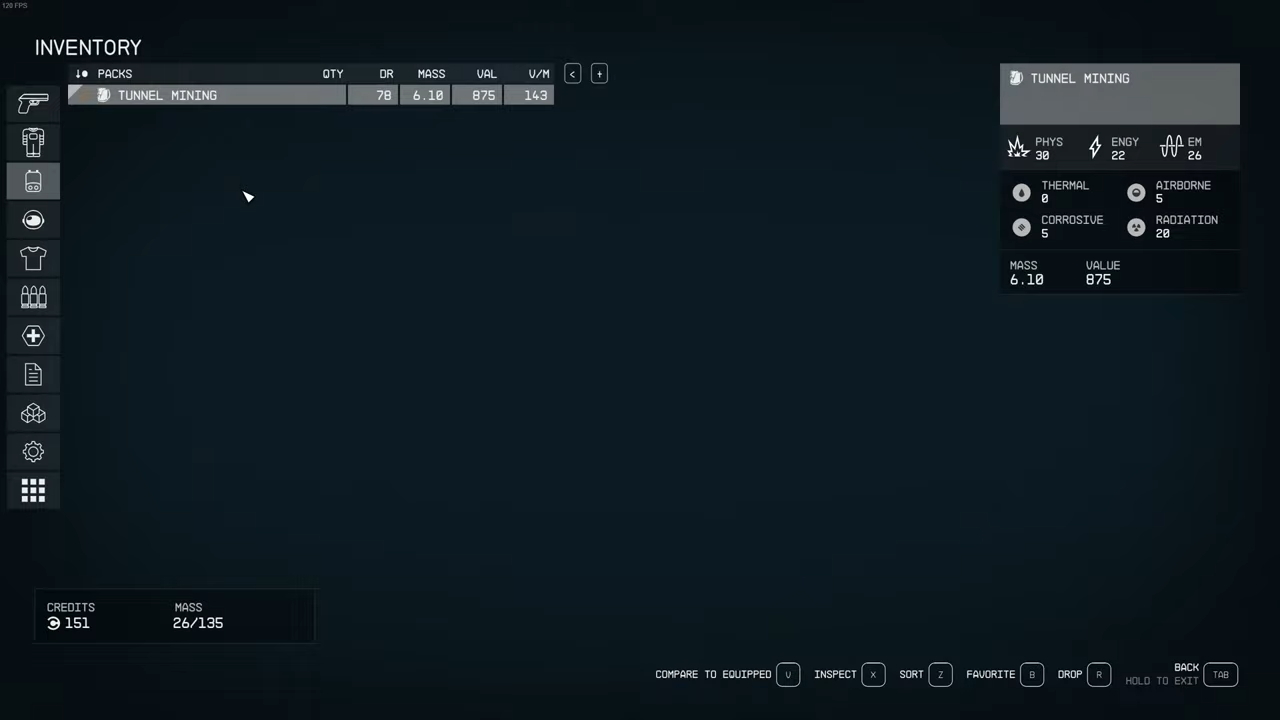 120 FPS
INVENTORY
PACKS QTY DR MASS VAL V/M < +
TUNNEL MINING 78 6.10 875 143
TUNNEL MINING
PHYS 30 ENGY 22 EM 26
THERMAL 0 AIRBORNE 5
CORROSIVE 5 RADIATION 20
MASS VALUE
6.10 875
CREDITS MASS
151 26/135
COMPARE TO EQUIPPED V INSPECT X SORT Z FAVORITE B DROP R BACK TAB
HOLD TO EXIT